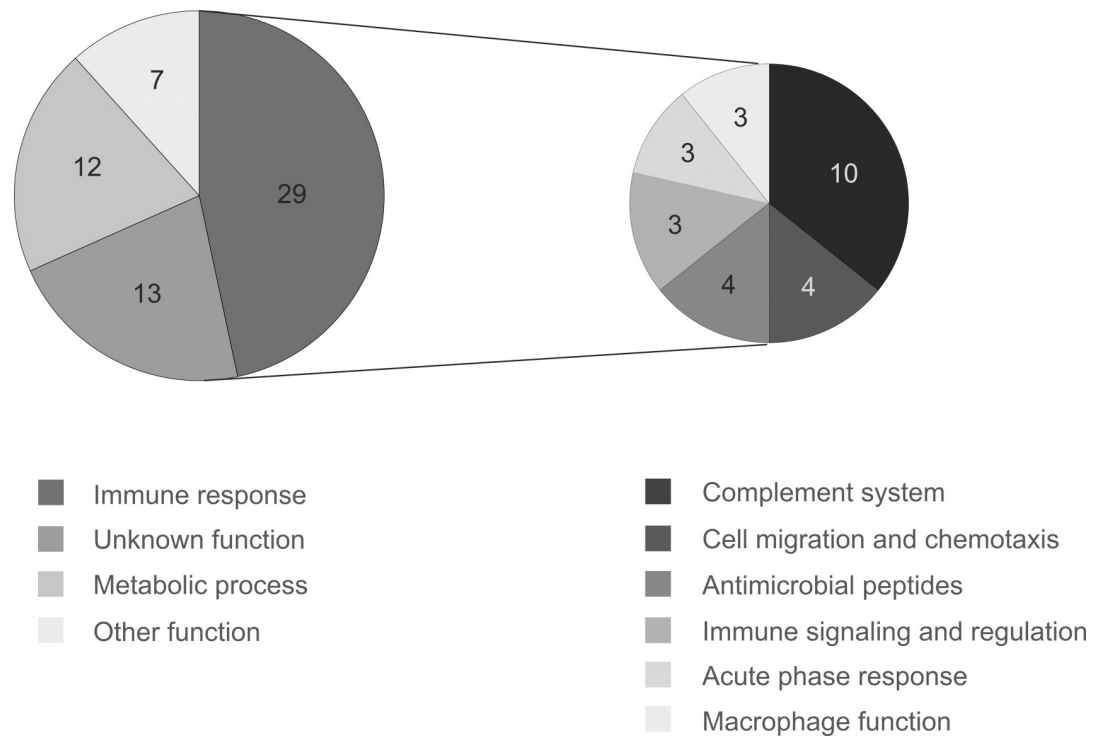 7
12
29
13
3
3
10
3
4
4
Immune response
Unknown function
Metabolic process
Other function
Complement system
Cell migration and chemotaxis
Antimicrobial peptides
Immune signaling and regulation
Acute phase response
Macrophage function